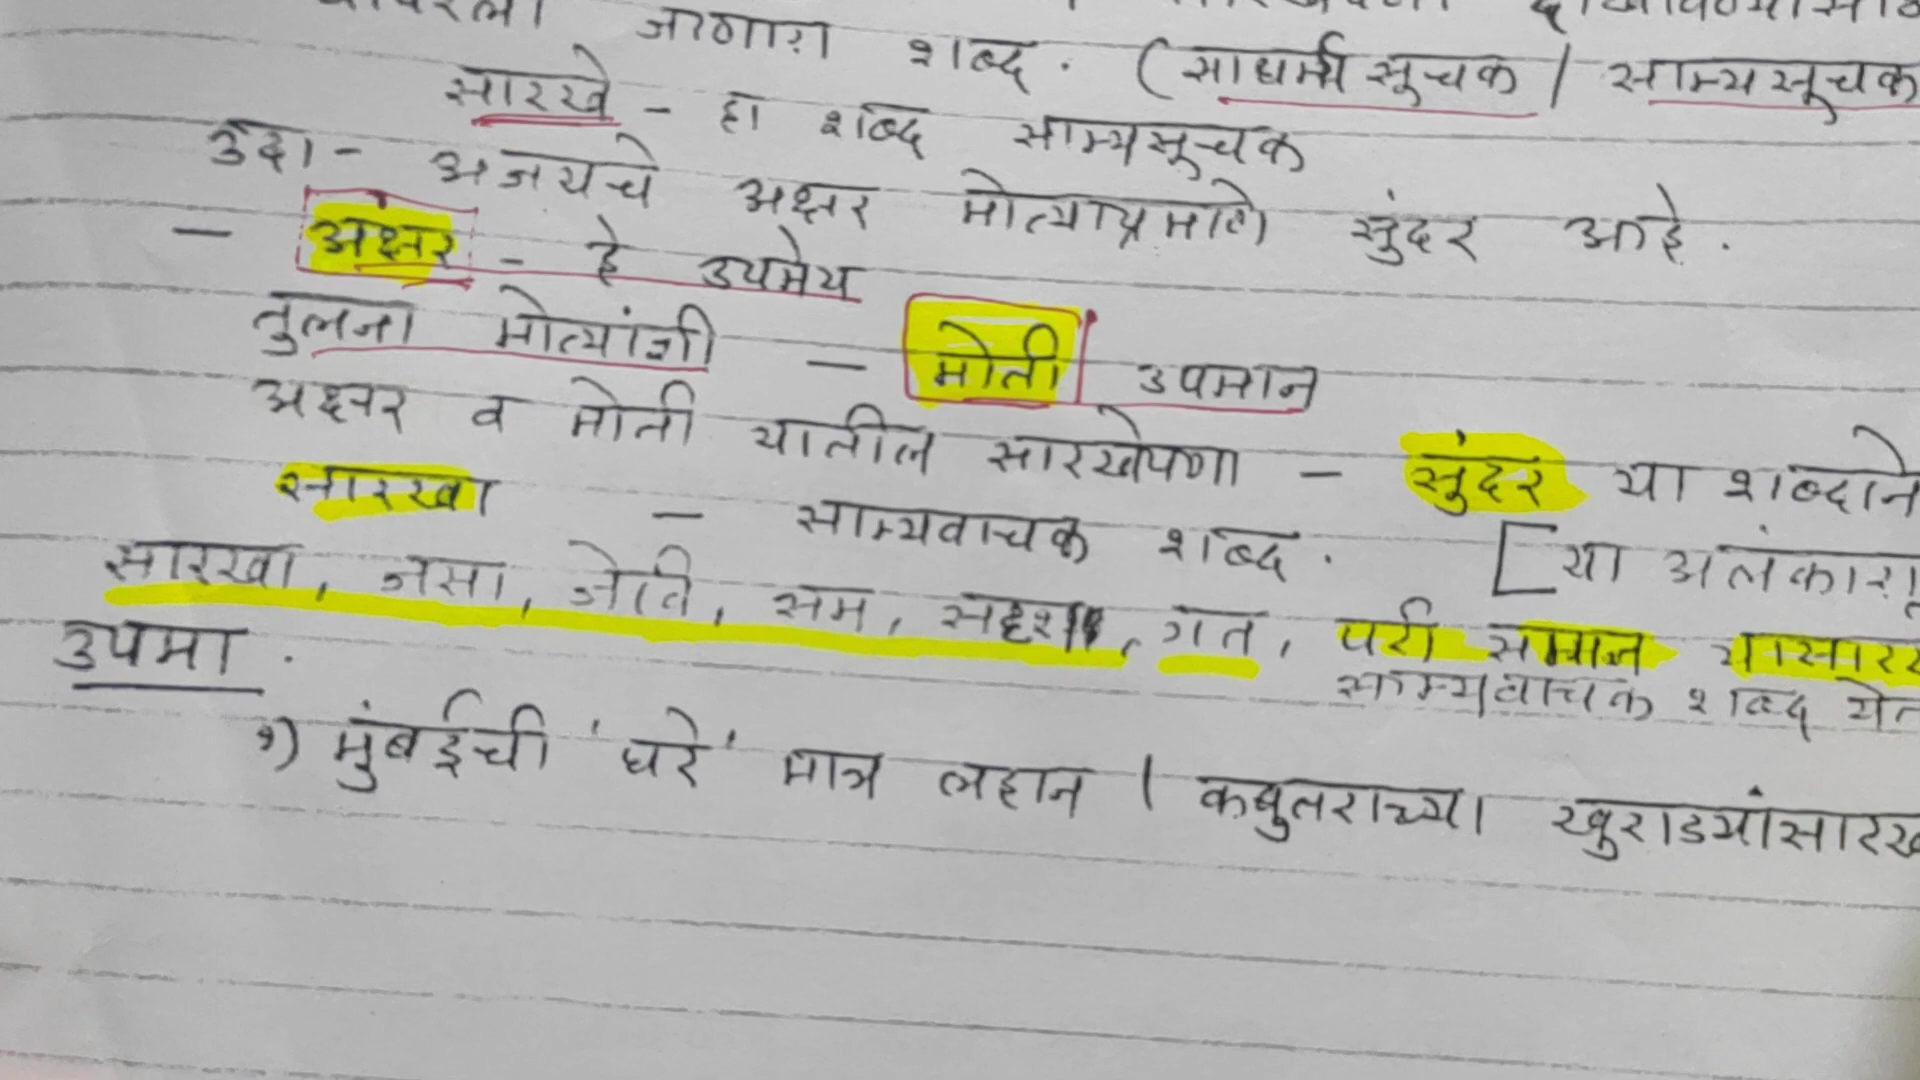 जाणारा शब्द. (साधर्म्य सूचक / साम्यसूचक
सारखे - हा शब्द साम्यसूचक
उदा- अजयचे अक्षर मोत्याप्रमाणे सुंदर आहे.
- अक्षर - हे उपमेय
तुलना मोत्यांशी - मोती उपमान
अक्षर व मोती यातील सारखेपणा - सुंदर या शब्दाने
सारखा - साम्यवाचक शब्द. [या अलंकारात
सारखा, जसा, जेवि, सम, सदृश, गत, परी समान यासारख
साम्यवाचक शब्द येत
उपमा.
१) मुंबईची 'घरे' मात्र लहान । कबुतराच्या खुराड्यांसारख